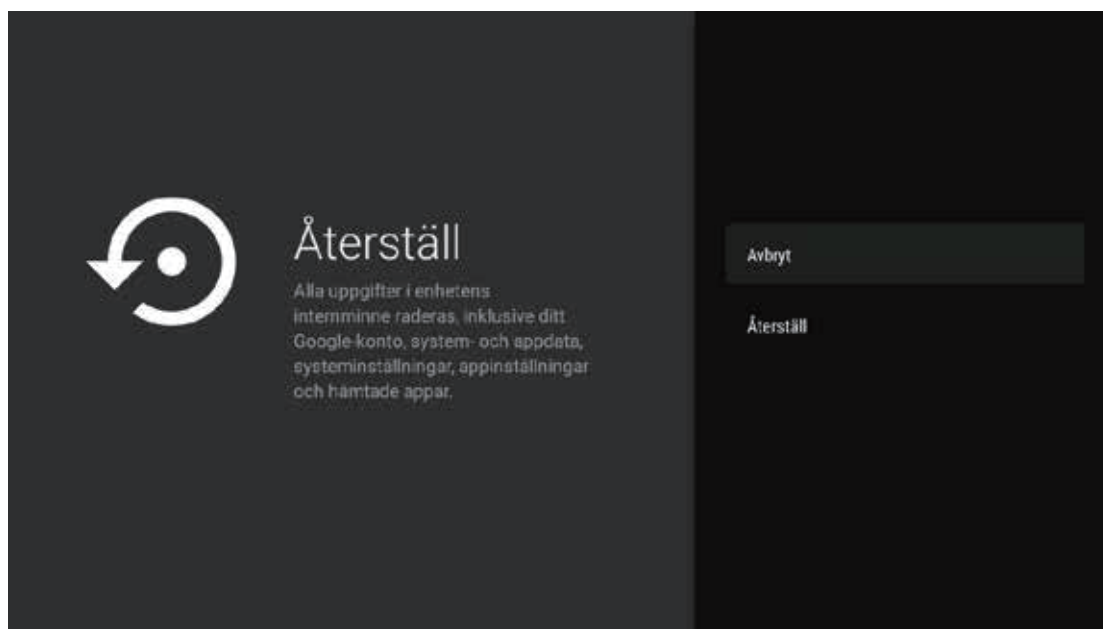 Återställ
Alla uppgifter i enhetens
internminne raderas, inklusive ditt
Google-konto, system- och appdata,
systeminställningar, appinställningar
och hämtade appar.
Avbryt
Återställ